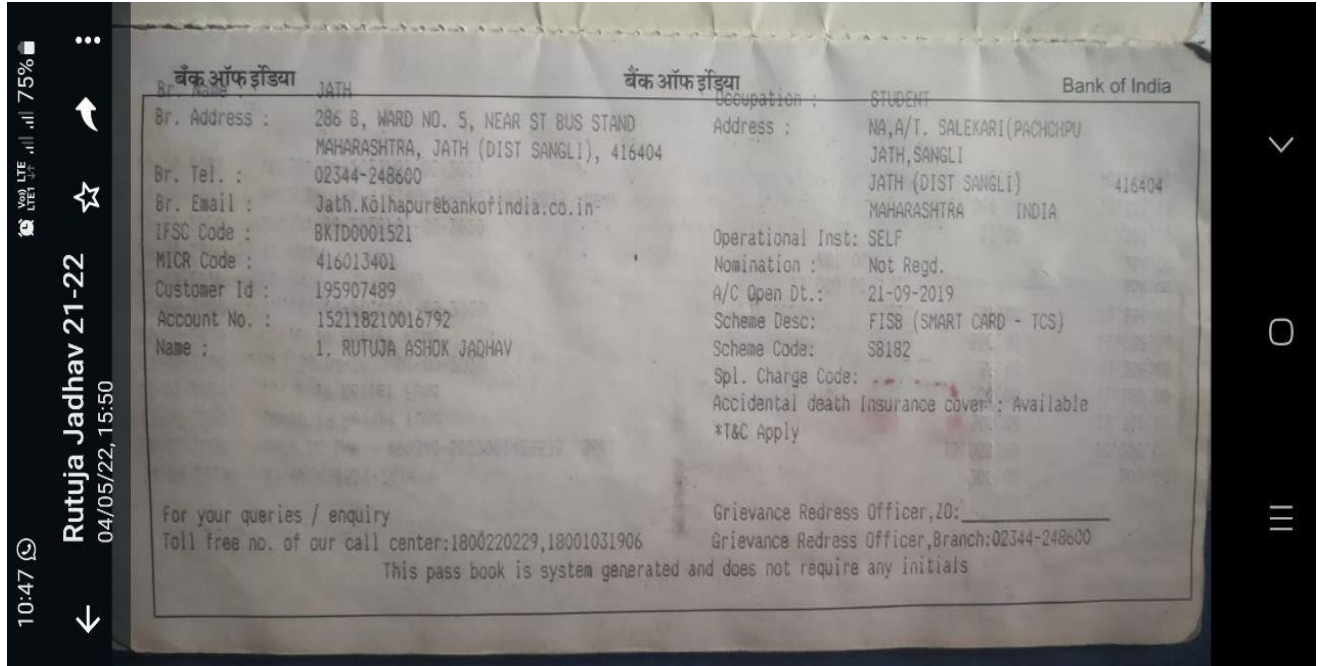 10:47
Vo)) LTE
LTE1 75%
Rutuja Jadhav 21-22
04/05/22, 15:50
बैंक ऑफ इंडिया बैंक ऑफ इंडिया Bank of India
Br. Name : JATH
Br. Address : 286 B, WARD NO. 5, NEAR ST BUS STAND
MAHARASHTRA, JATH (DIST SANGLI), 416404
Br. Tel. : 02344-248600
Br. Email : Jath.Kolhapur@bankofindia.co.in
IFSC Code : BKID0001521
MICR Code : 416013401
Customer Id : 195907489
Account No. : 152118210016792
Name : 1. RUTUJA ASHOK JADHAV
Occupation : STUDENT
Address : NA,A/T. SALEKARI(PACHCHPU
JATH,SANGLI
JATH (DIST SANGLI) 416404
MAHARASHTRA INDIA
Operational Inst: SELF
Nomination : Not Regd.
A/C Open Dt.: 21-09-2019
Scheme Desc: FISB (SMART CARD - TCS)
Scheme Code: SB182
Spl. Charge Code:
Accidental death Insurance cover : Available
*T&C Apply
For your queries / enquiry
Toll free no. of our call center:1800220229,18001031906
Grievance Redress Officer,ZO:
Grievance Redress Officer,Branch:02344-248600
This pass book is system generated and does not require any initials